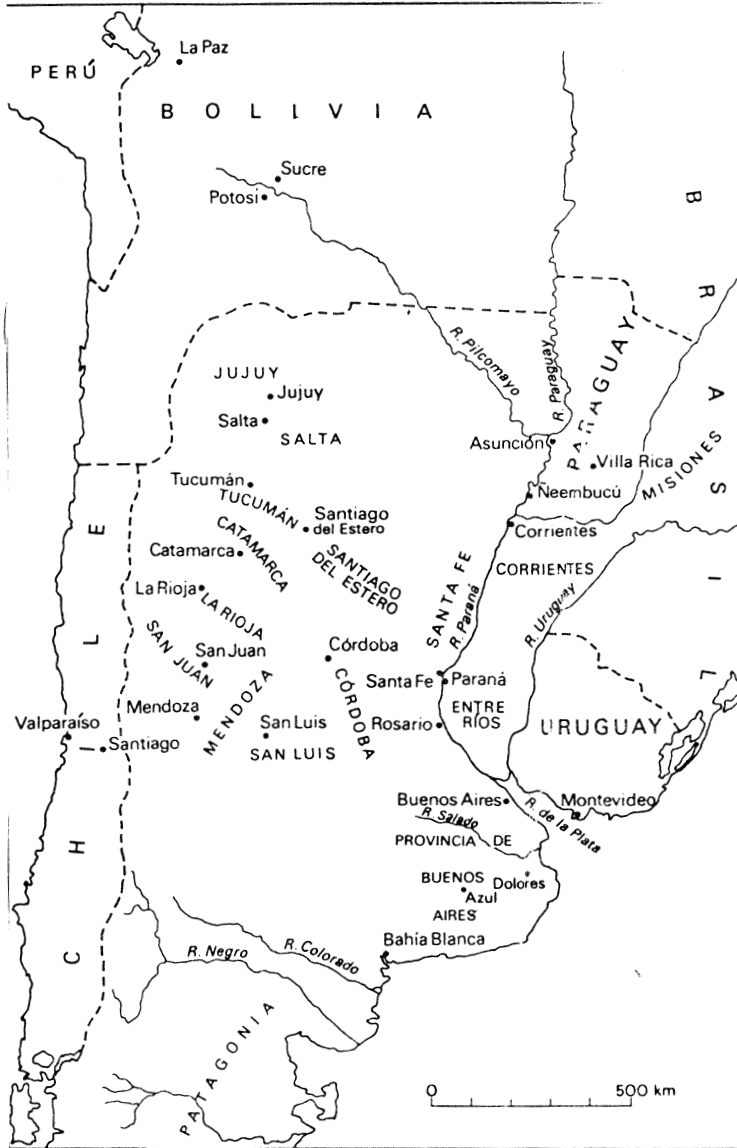 La Paz
PERÚ
BOLIVIA
Sucre
Potosí
BRASIL
R. Pilcomayo
R. Paraguay
PARAGUAY
JUJUY
Jujuy
Salta
SALTA
Asunción
Villa Rica
MISIONES
Tucumán
TUCUMÁN
Ñeembucú
Santiago
del Estero
Corrientes
CATAMARCA
Catamarca
SANTIAGO
DEL ESTERO
SANTA FE
R. Paraná
CORRIENTES
La Rioja
LA RIOJA
R. Uruguay
SAN JUAN
San Juan
Córdoba
CÓRDOBA
Santa Fe
Paraná
MENDOZA
Mendoza
ENTRE
RÍOS
Valparaíso
Santiago
San Luis
SAN LUIS
Rosario
URUGUAY
CHILE
Buenos Aires
Montevideo
R. de la Plata
R. Salado
PROVINCIA DE
BUENOS
AIRES
Dolores
Azul
Bahía Blanca
R. Colorado
R. Negro
PATAGONIA
0 500 km